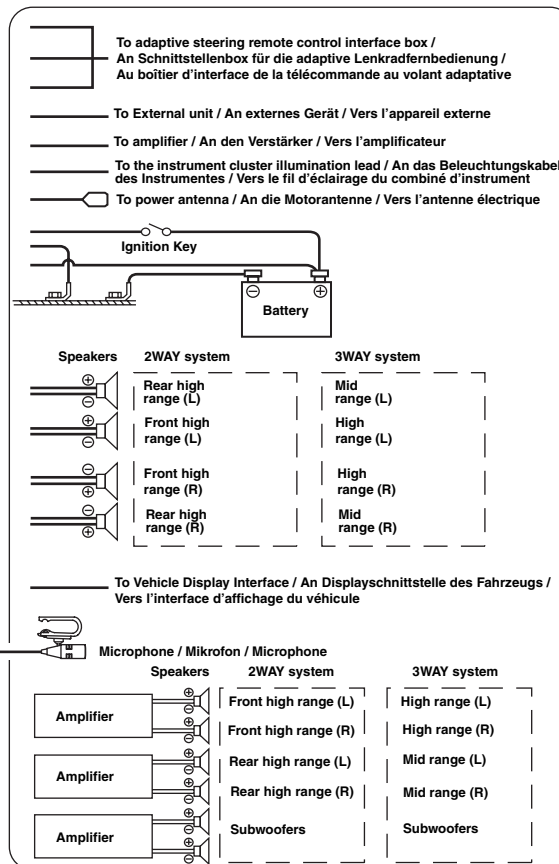 To adaptive steering remote control interface box /
An Schnittstellenbox für die adaptive Lenkradfernbedienung /
Au boîtier d’interface de la télécommande au volant adaptative
To External unit / An externes Gerät / Vers l’appareil externe
To amplifier / An den Verstärker / Vers l’amplificateur
To the instrument cluster illumination lead / An das Beleuchtungskabel
des Instrumentes / Vers le fil d’éclairage du combiné d’instrument
To power antenna / An die Motorantenne / Vers l’antenne électrique
Ignition Key
⊖ ⊕
Battery
Speakers 2WAY system 3WAY system
⊕ Rear high Mid
⊖ range (L) range (L)
⊕ Front high High
⊖ range (L) range (L)
⊖ Front high High
⊕ range (R) range (R)
⊖ Rear high Mid
⊕ range (R) range (R)
To Vehicle Display Interface / An Displayschnittstelle des Fahrzeugs /
Vers l’interface d’affichage du véhicule
Microphone / Mikrofon / Microphone
Speakers 2WAY system 3WAY system
⊕ Front high range (L) High range (L)
⊖
Amplifier
⊕ Front high range (R) High range (R)
⊖
⊕ Rear high range (L) Mid range (L)
⊖
Amplifier
⊕ Rear high range (R) Mid range (R)
⊖
⊕
⊖
Amplifier Subwoofers Subwoofers
⊕
⊖